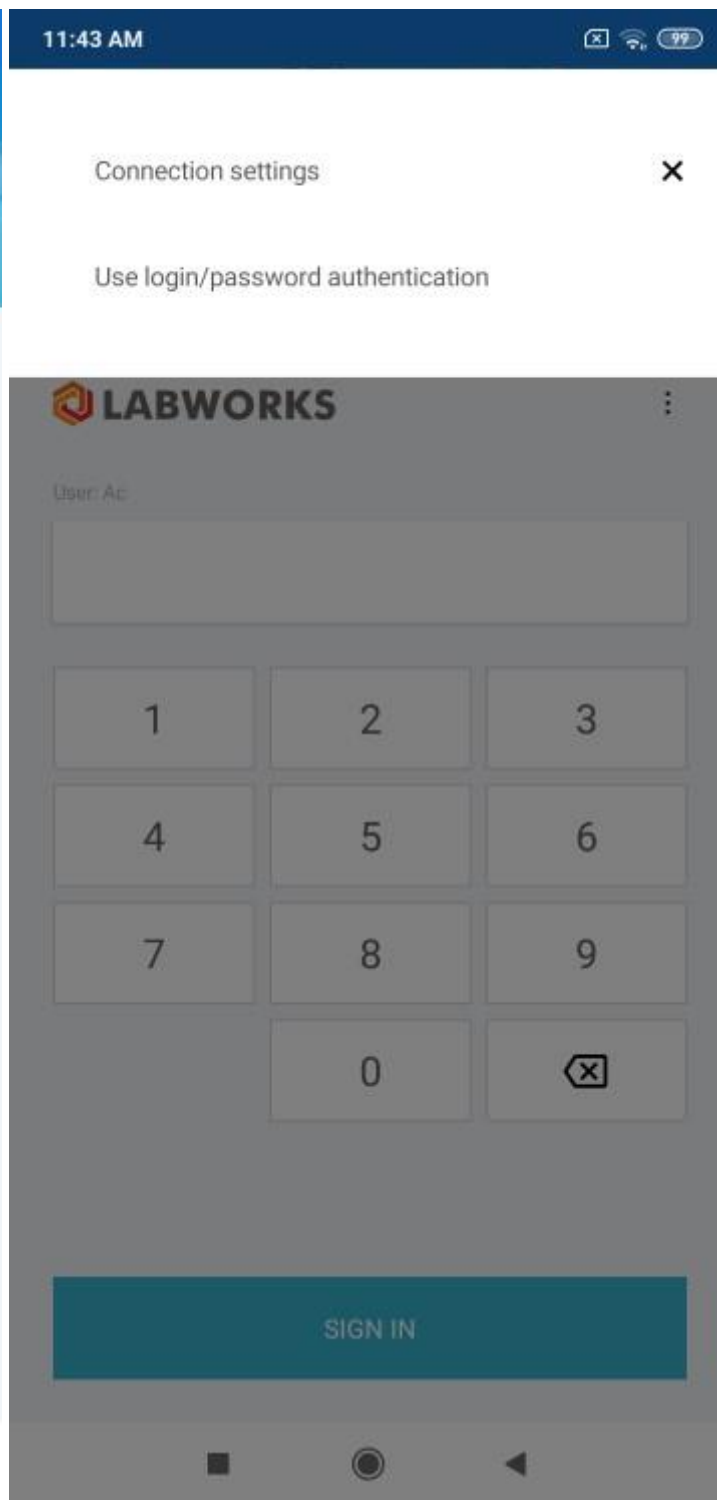 11:43 AM 99
Connection settings
Use login/password authentication
LABWORKS
User: Ac
1 2 3
4 5 6
7 8 9
0
SIGN IN